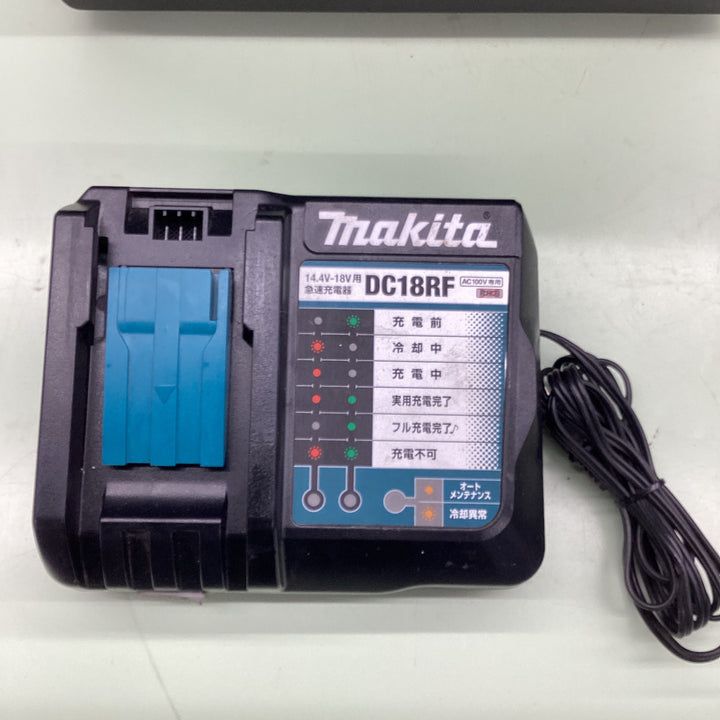 makita
14.4V-18V用
急速充電器
DC18RF
AC100V専用
充電前
冷却中
充電中
実用充電完了
フル充電完了♪
充電不可
オート
メンテナンス
冷却異常